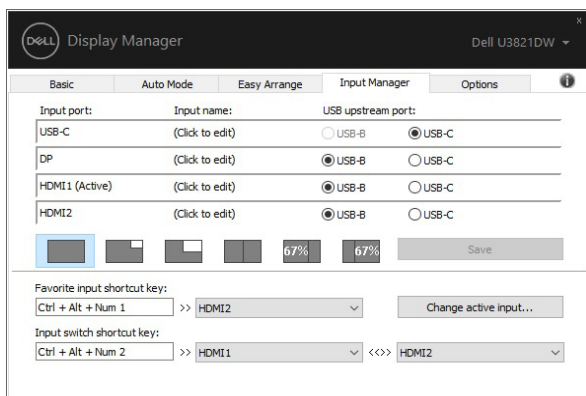 x
DELL Display Manager Dell U3821DW
Basic Auto Mode Easy Arrange Input Manager Options i
Input port: Input name: USB upstream port:
USB-C (Click to edit) USB-B USB-C
DP (Click to edit) USB-B USB-C
HDMI1 (Active) (Click to edit) USB-B USB-C
HDMI2 (Click to edit) USB-B USB-C
67% 67% Save
Favorite input shortcut key:
Ctrl + Alt + Num 1 >> HDMI2 Change active input...
Input switch shortcut key:
Ctrl + Alt + Num 2 >> HDMI1 <<>> HDMI2